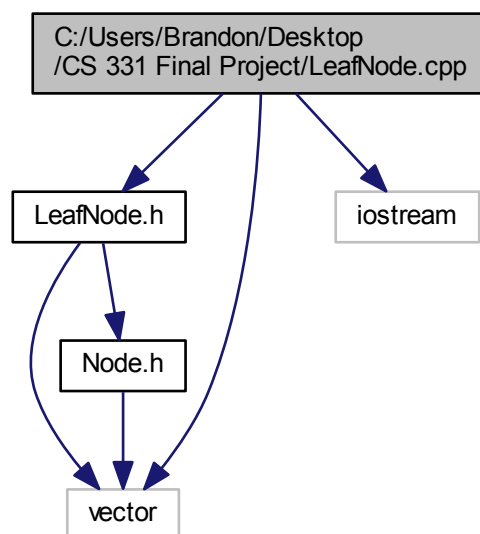 C:/Users/Brandon/Desktop
/CS 331 Final Project/LeafNode.cpp
LeafNode.h
iostream
Node.h
vector